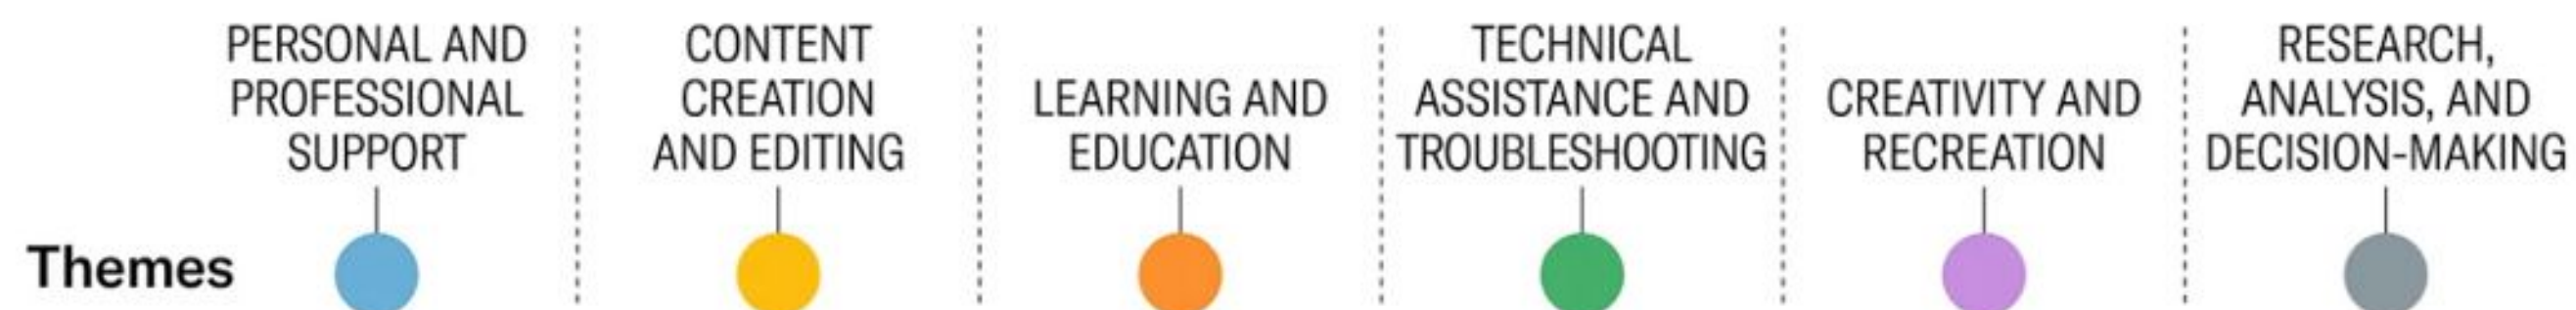 PERSONAL AND
PROFESSIONAL
SUPPORT
CONTENT
CREATION
AND EDITING
LEARNING AND
EDUCATION
TECHNICAL
ASSISTANCE AND
TROUBLESHOOTING
CREATIVITY AND
RECREATION
RESEARCH,
ANALYSIS, AND
DECISION-MAKING
Themes